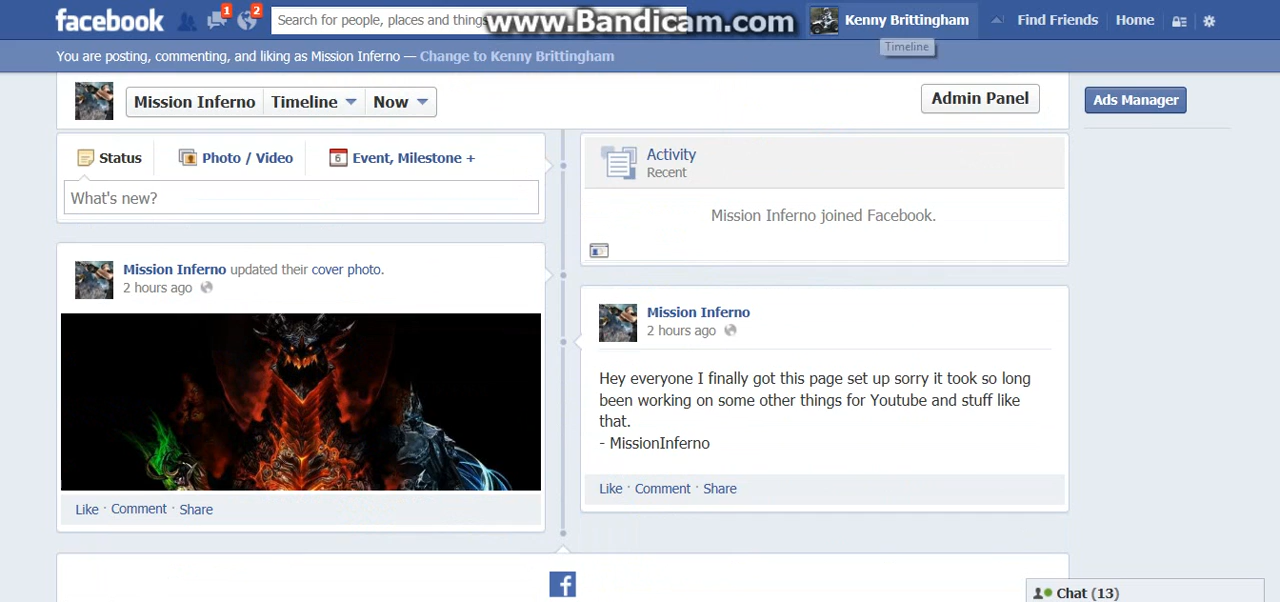 facebook
1
2
Search for people, places and things
www.Bandicam.com
Kenny Brittingham
Find Friends
Home
Timeline
You are posting, commenting, and liking as Mission Inferno — Change to Kenny Brittingham
Mission Inferno
Timeline
Now
Admin Panel
Ads Manager
Status
Photo / Video
6
Event, Milestone +
What's new?
Activity
Recent
Mission Inferno joined Facebook.
Mission Inferno updated their cover photo.
2 hours ago
Like · Comment · Share
Mission Inferno
2 hours ago
Hey everyone I finally got this page set up sorry it took so long
been working on some other things for Youtube and stuff like
that.
- MissionInferno
Like · Comment · Share
f
Chat (13)